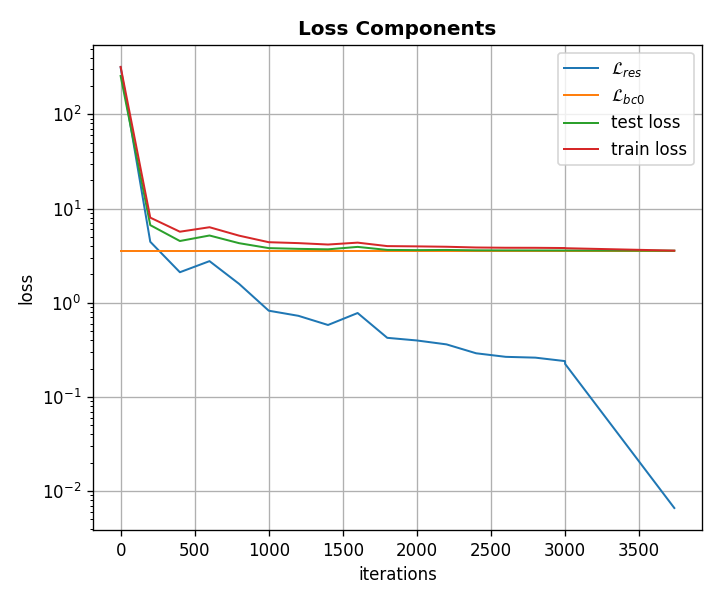 Loss Components
ℒ_res
ℒ_bc0
test loss
train loss
10^2
10^1
10^0
10^−1
10^−2
loss
0 500 1000 1500 2000 2500 3000 3500
iterations